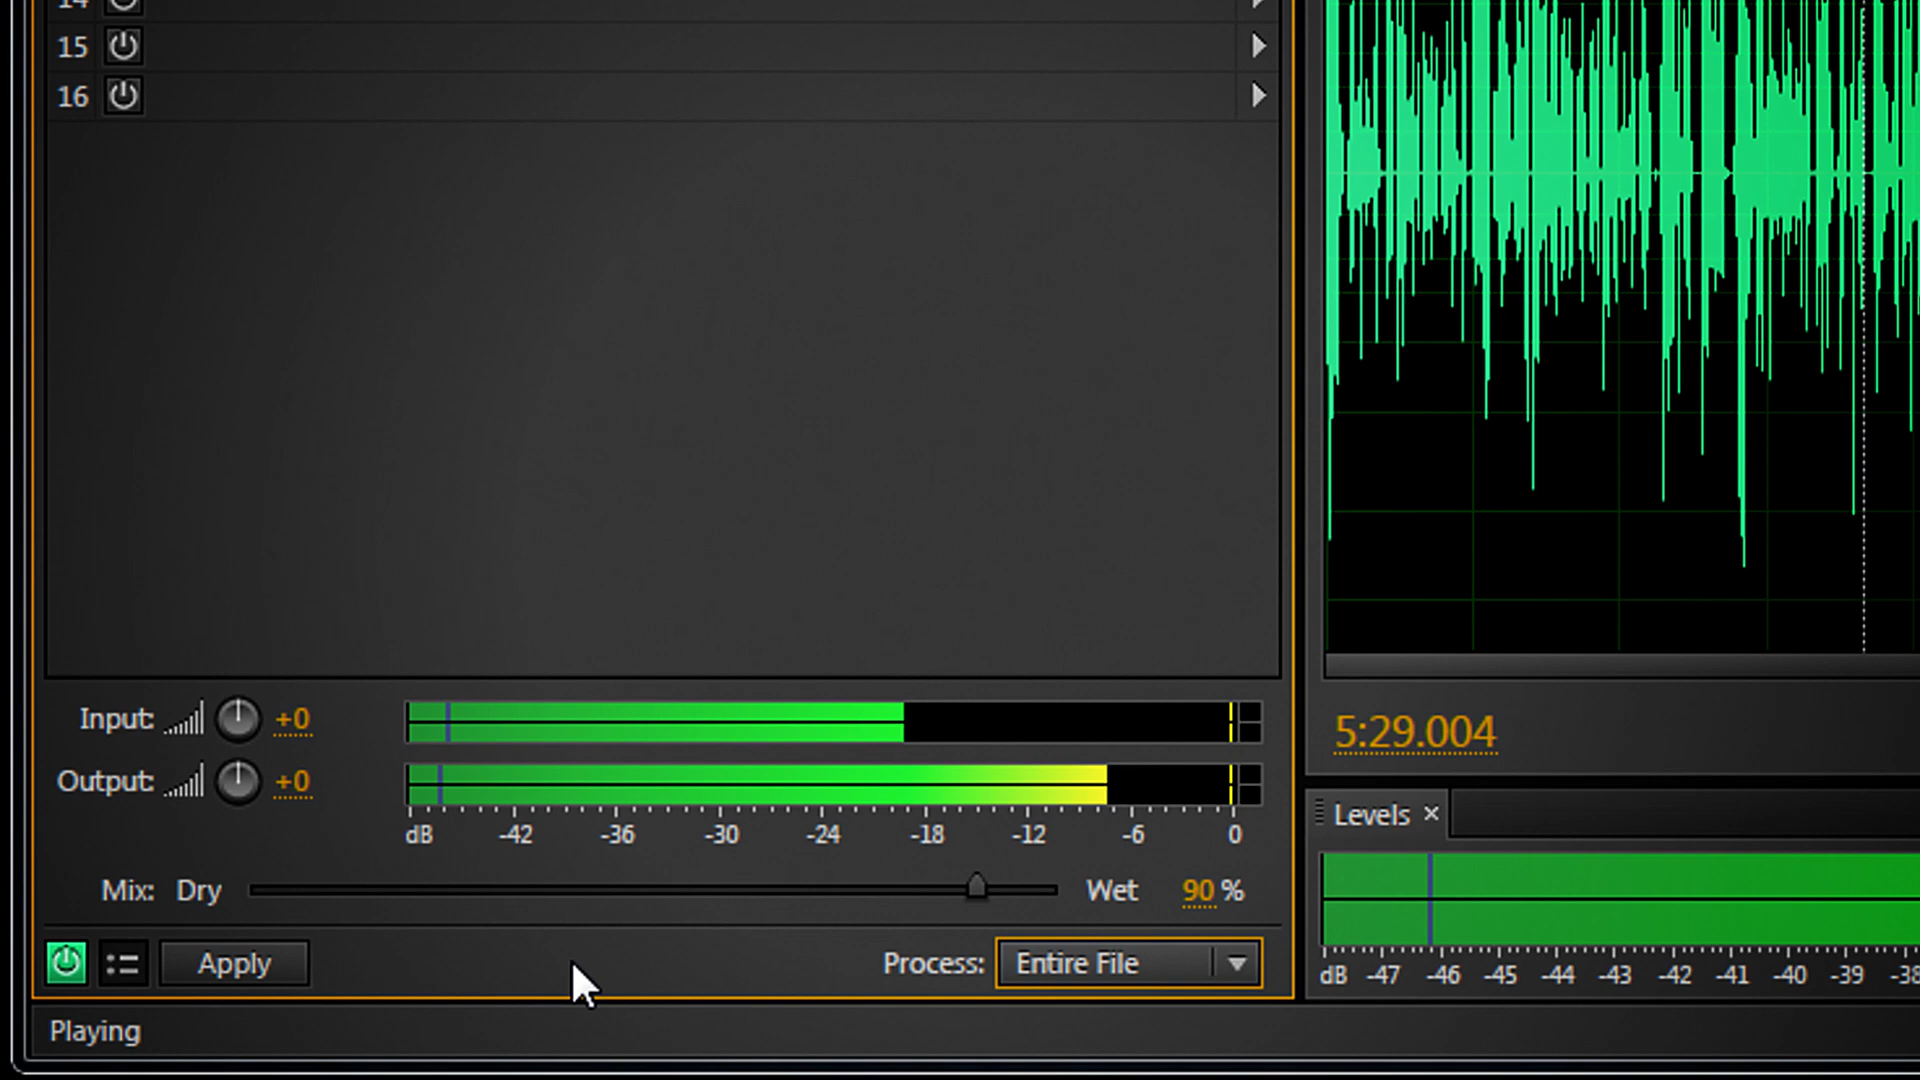 14
15
16
Input: +0
Output: +0
dB -42 -36 -30 -24 -18 -12 -6 0
Mix: Dry Wet 90 %
Apply Process: Entire File
Playing
5:29.004
Levels ×
dB -47 -46 -45 -44 -43 -42 -41 -40 -39 -38